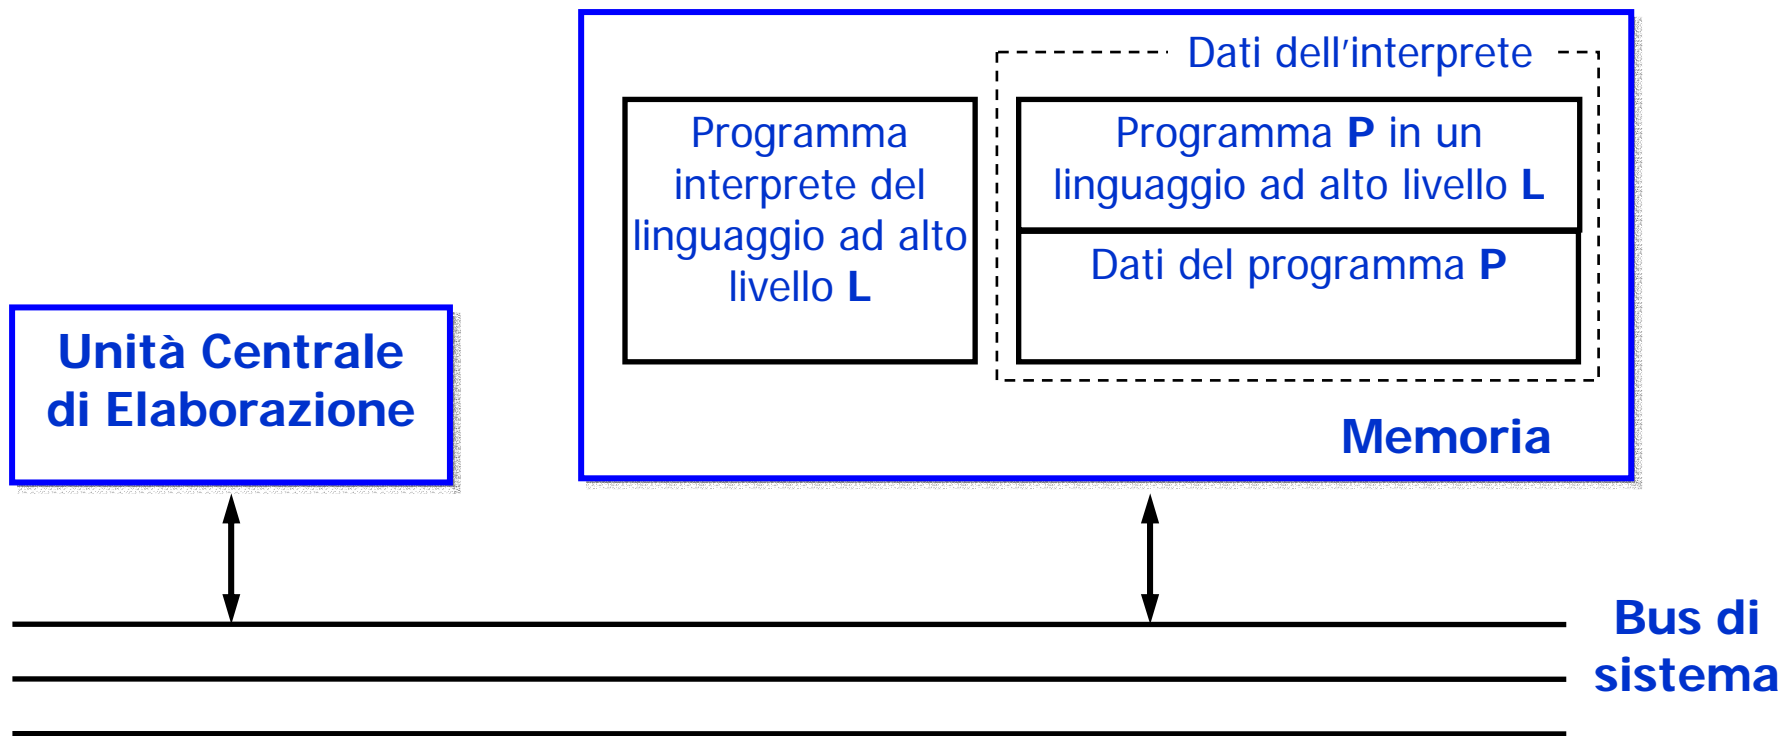 Dati dell'interprete
Programma
interprete del
linguaggio ad alto
livello L
Programma P in un
linguaggio ad alto livello L
Dati del programma P
Memoria
Unità Centrale
di Elaborazione
Bus di
sistema